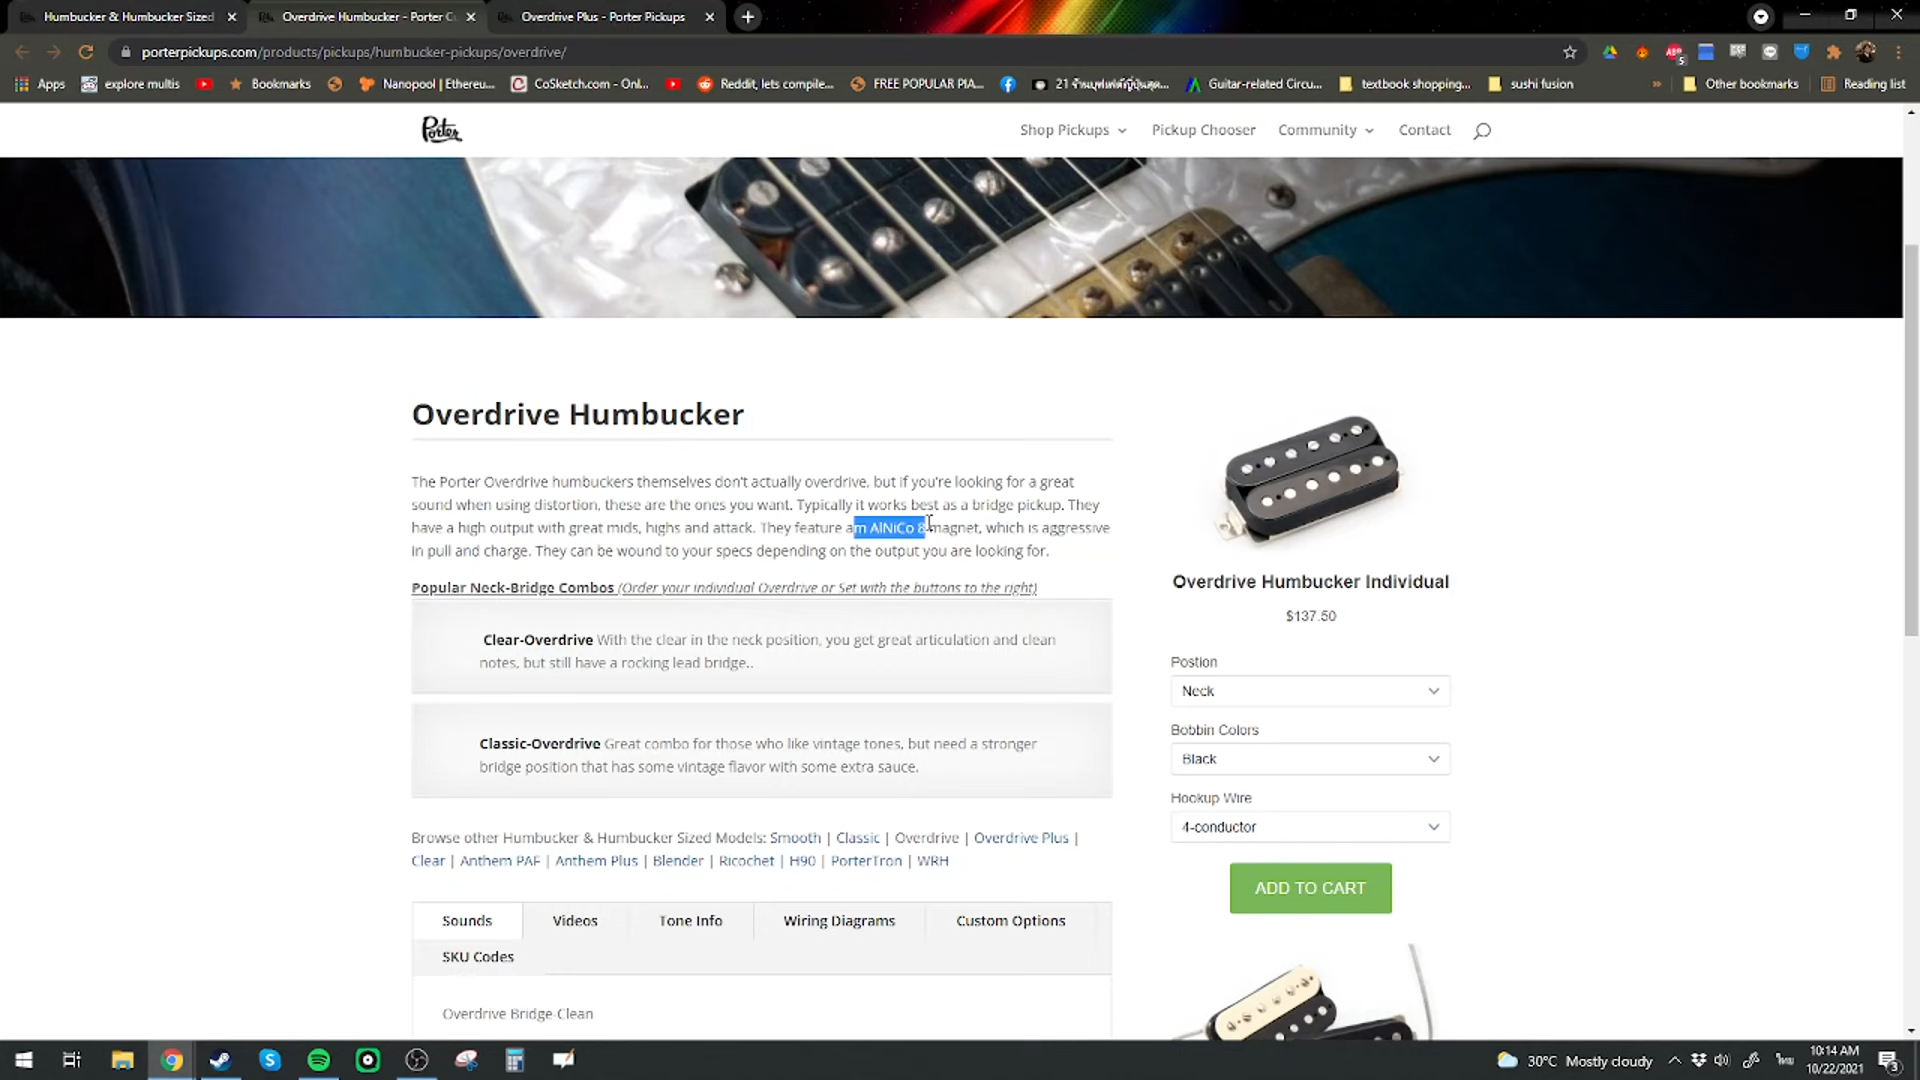 Humbucker & Humbucker Sized
Overdrive Humbucker - Porter Cu
Overdrive Plus - Porter Pickups
porterpickups.com/products/pickups/humbucker-pickups/overdrive/
Apps
explore multis
Bookmarks
Nanopool | Ethereu...
CoSketch.com - Onl...
Reddit, lets compile...
FREE POPULAR PIA...
Guitar-related Circu...
textbook shopping...
sushi fusion
Other bookmarks
Reading list
Porter
Shop Pickups
Pickup Chooser
Community
Contact
Overdrive Humbucker
The Porter Overdrive humbuckers themselves don't actually overdrive, but if you're looking for a great
sound when using distortion, these are the ones you want. Typically it works best as a bridge pickup. They
have a high output with great mids, highs and attack. They feature am AlNiCo 8 magnet, which is aggressive
in pull and charge. They can be wound to your specs depending on the output you are looking for.
Popular Neck-Bridge Combos (Order your individual Overdrive or Set with the buttons to the right)
Clear-Overdrive With the clear in the neck position, you get great articulation and clean
notes, but still have a rocking lead bridge..
Classic-Overdrive Great combo for those who like vintage tones, but need a stronger
bridge position that has some vintage flavor with some extra sauce.
Browse other Humbucker & Humbucker Sized Models: Smooth | Classic | Overdrive | Overdrive Plus |
Clear | Anthem PAF | Anthem Plus | Blender | Ricochet | H90 | PorterTron | WRH
Sounds
Videos
Tone Info
Wiring Diagrams
Custom Options
SKU Codes
Overdrive Bridge-Clean
Overdrive Humbucker Individual
$137.50
Postion
Neck
Bobbin Colors
Black
Hookup Wire
4-conductor
ADD TO CART
30°C Mostly cloudy
ไทย
10:14 AM
10/22/2021
3